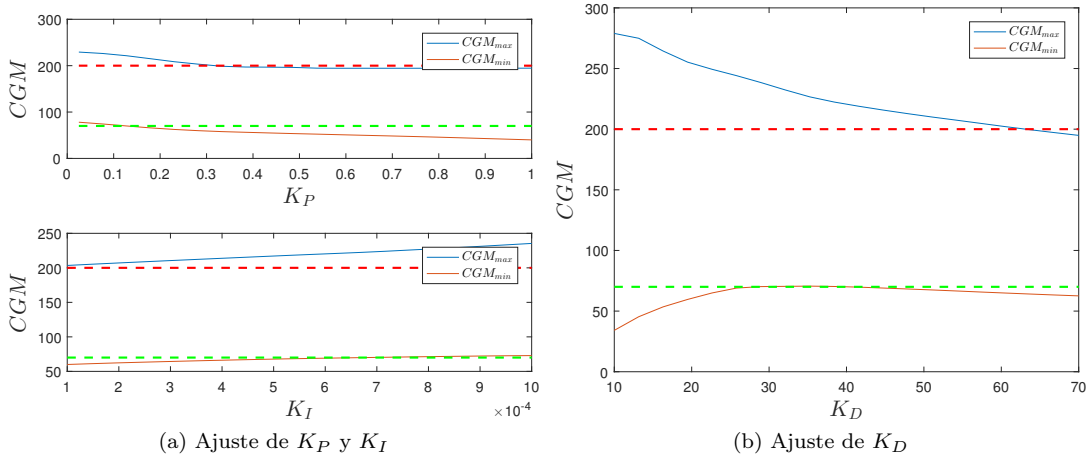 300
200
100
0
CGM
CGM_max
CGM_min
0 0.1 0.2 0.3 0.4 0.5 0.6 0.7 0.8 0.9 1
K_P
250
200
150
100
50
CGM
CGM_max
CGM_min
1 2 3 4 5 6 7 8 9 10
K_I
×10^-4
(a) Ajuste de K_P y K_I
300
250
200
150
100
50
0
CGM
CGM_max
CGM_min
10 20 30 40 50 60 70
K_D
(b) Ajuste de K_D